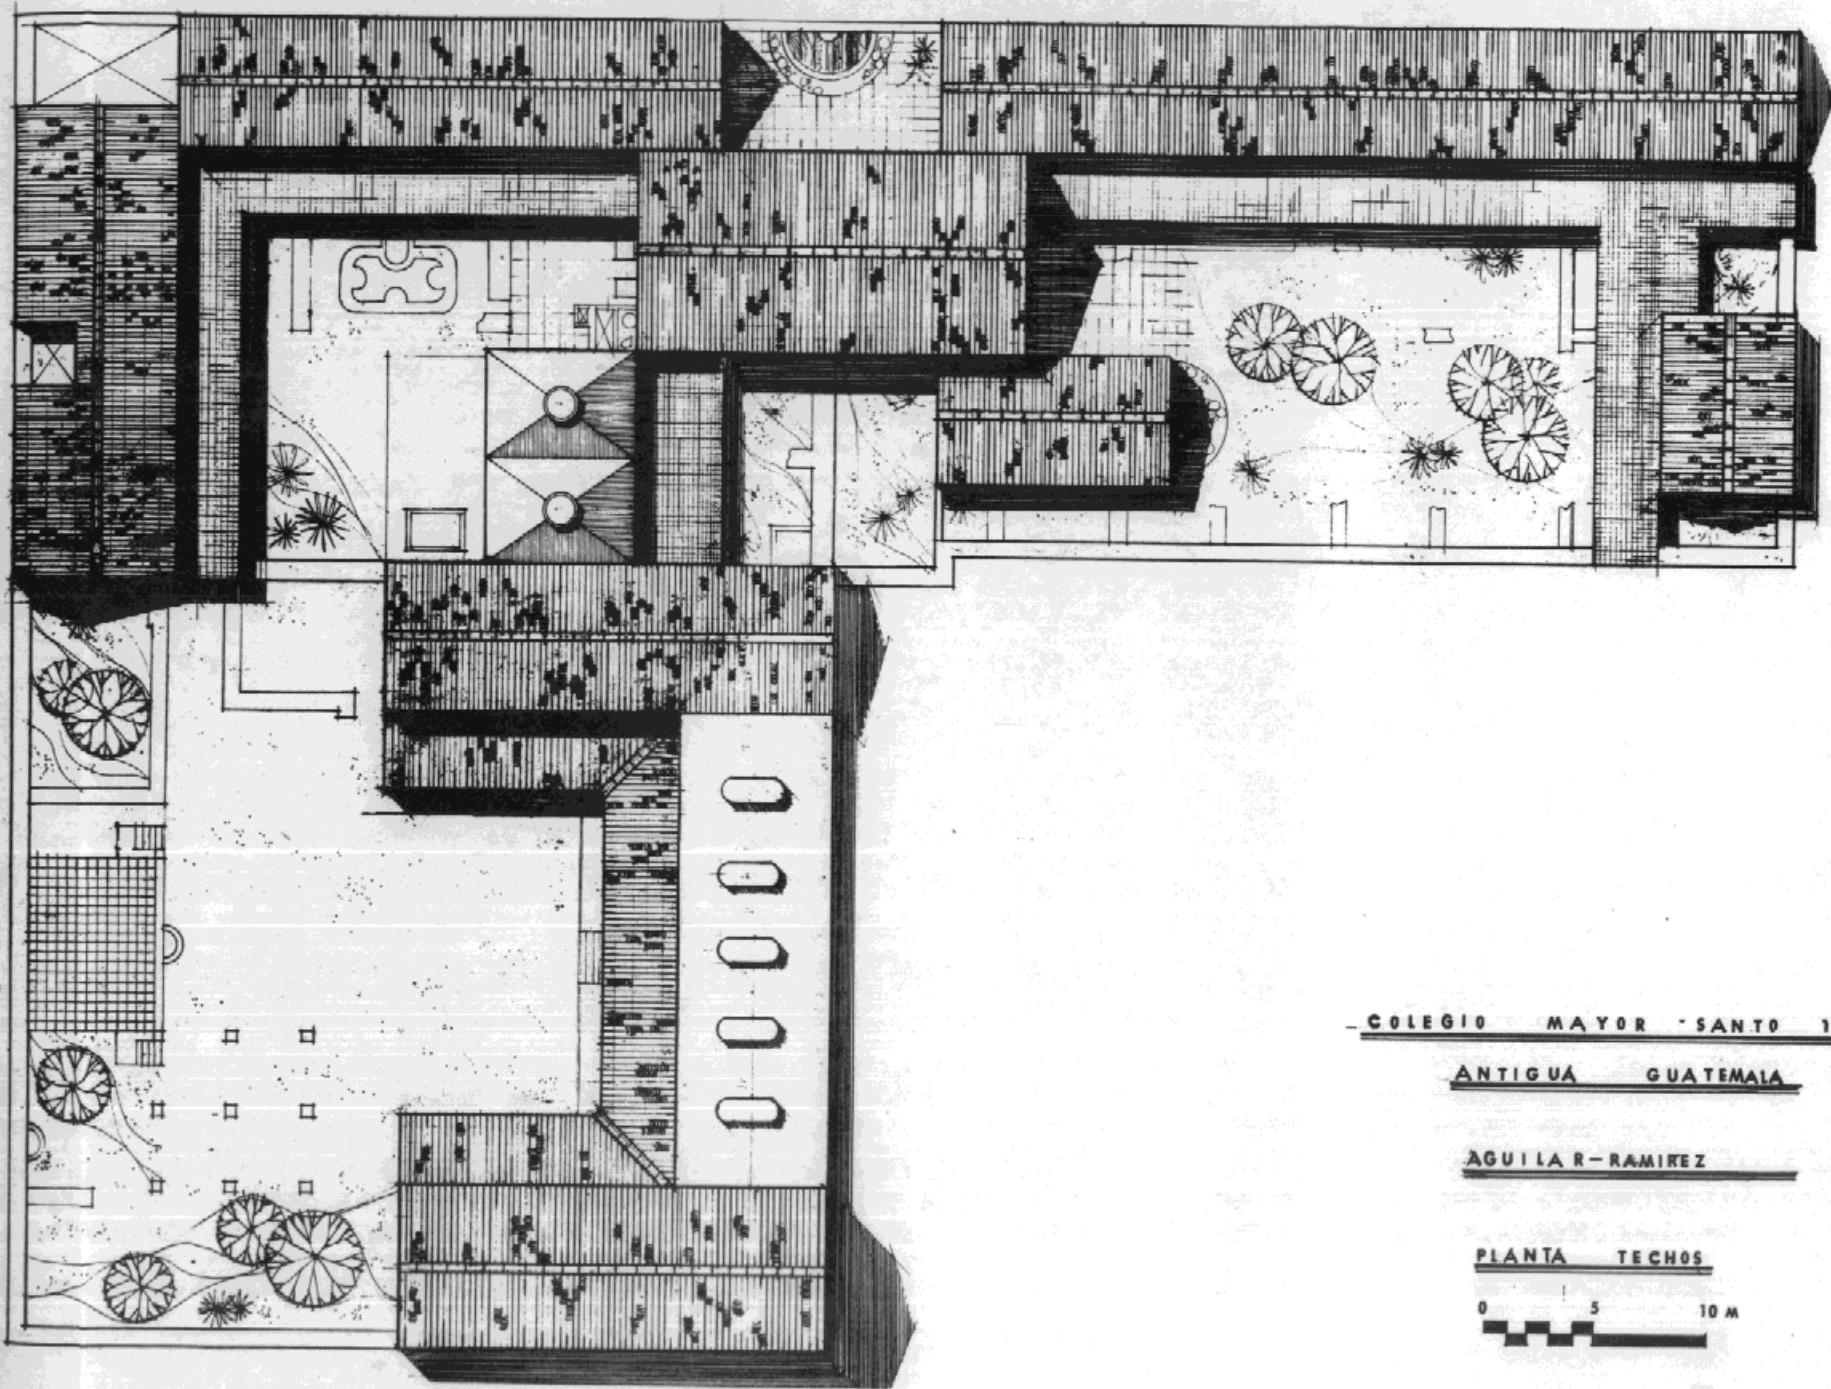 COLEGIO MAYOR SANTO
ANTIGUA GUATEMALA
AGUILAR-RAMIREZ
PLANTA TECHOS
0 5 10 M